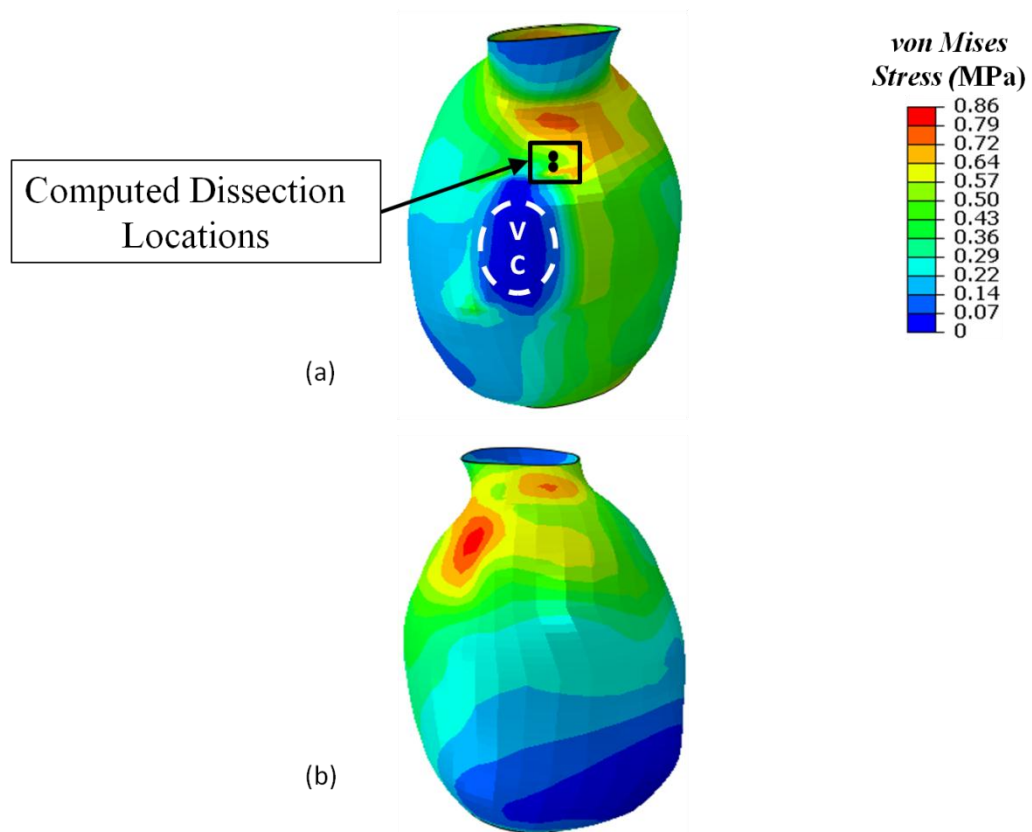 von Mises
Stress (MPa)
0.86
0.79
0.72
0.64
0.57
0.50
0.43
0.36
0.29
0.22
0.14
0.07
0
Computed Dissection
Locations
V
C
(a)
(b)